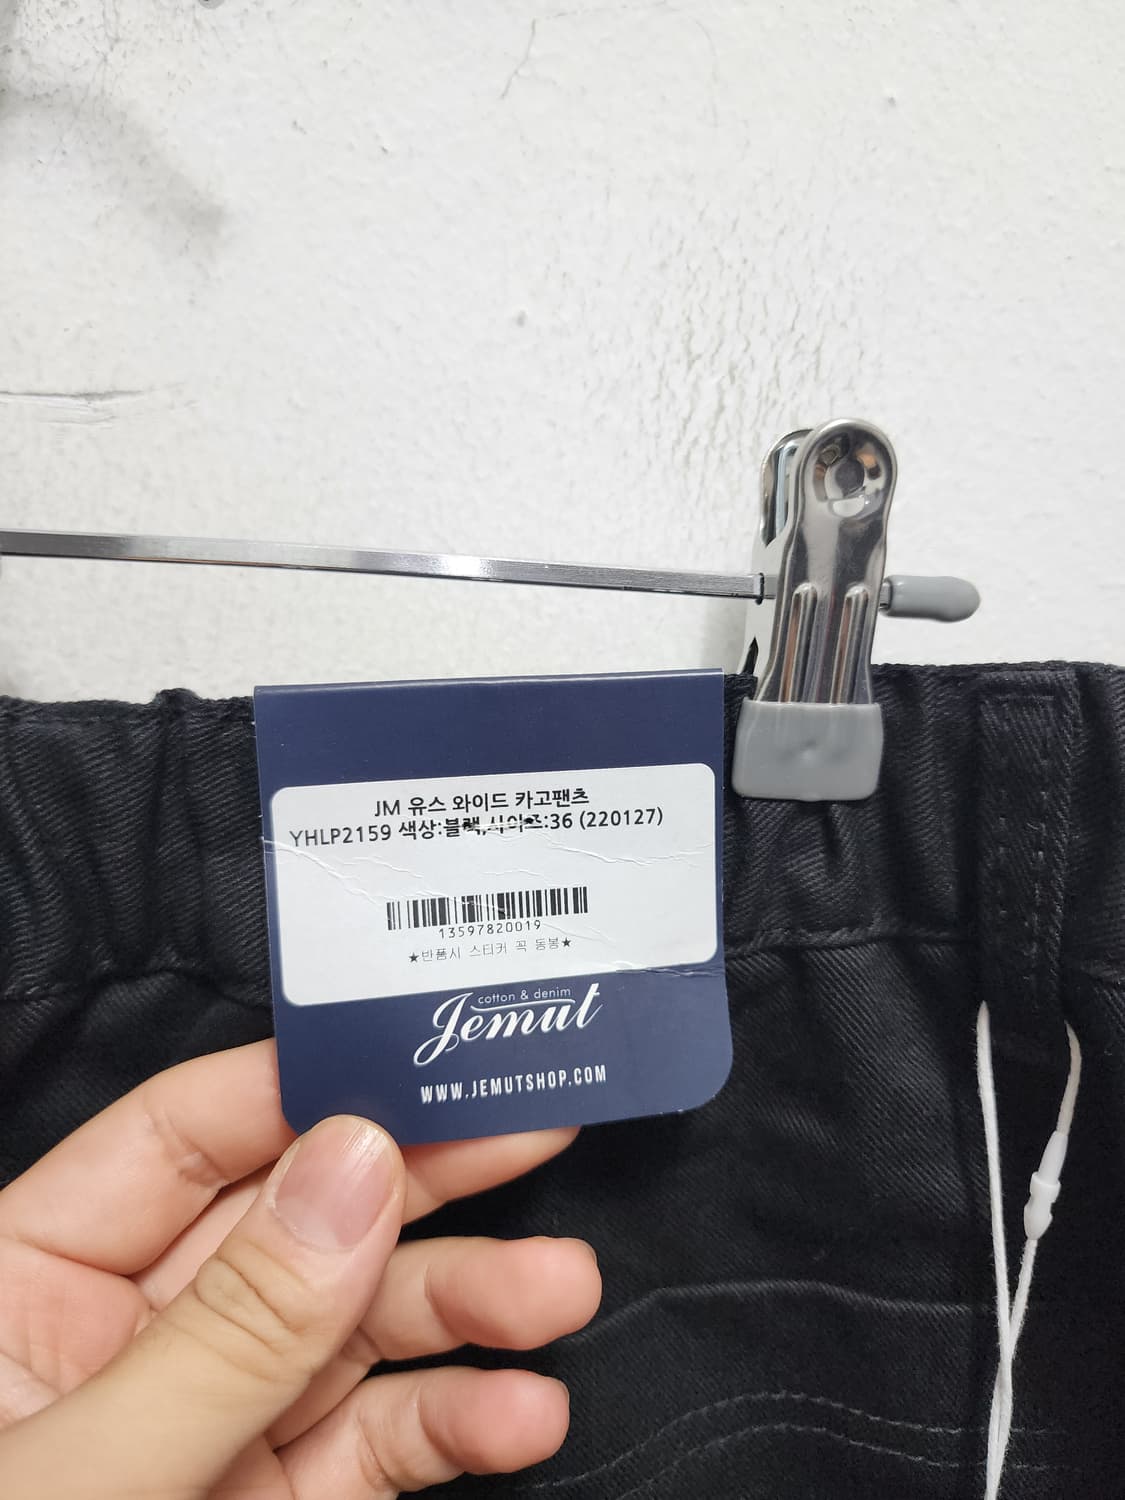 JM 유스 와이드 카고팬츠
YHLP2159 색상:블랙,사이즈:36 (220127)
13597820019
★반품시 스티커 꼭 동봉★
cotton & denim
Jemut
WWW.JEMUTSHOP.COM